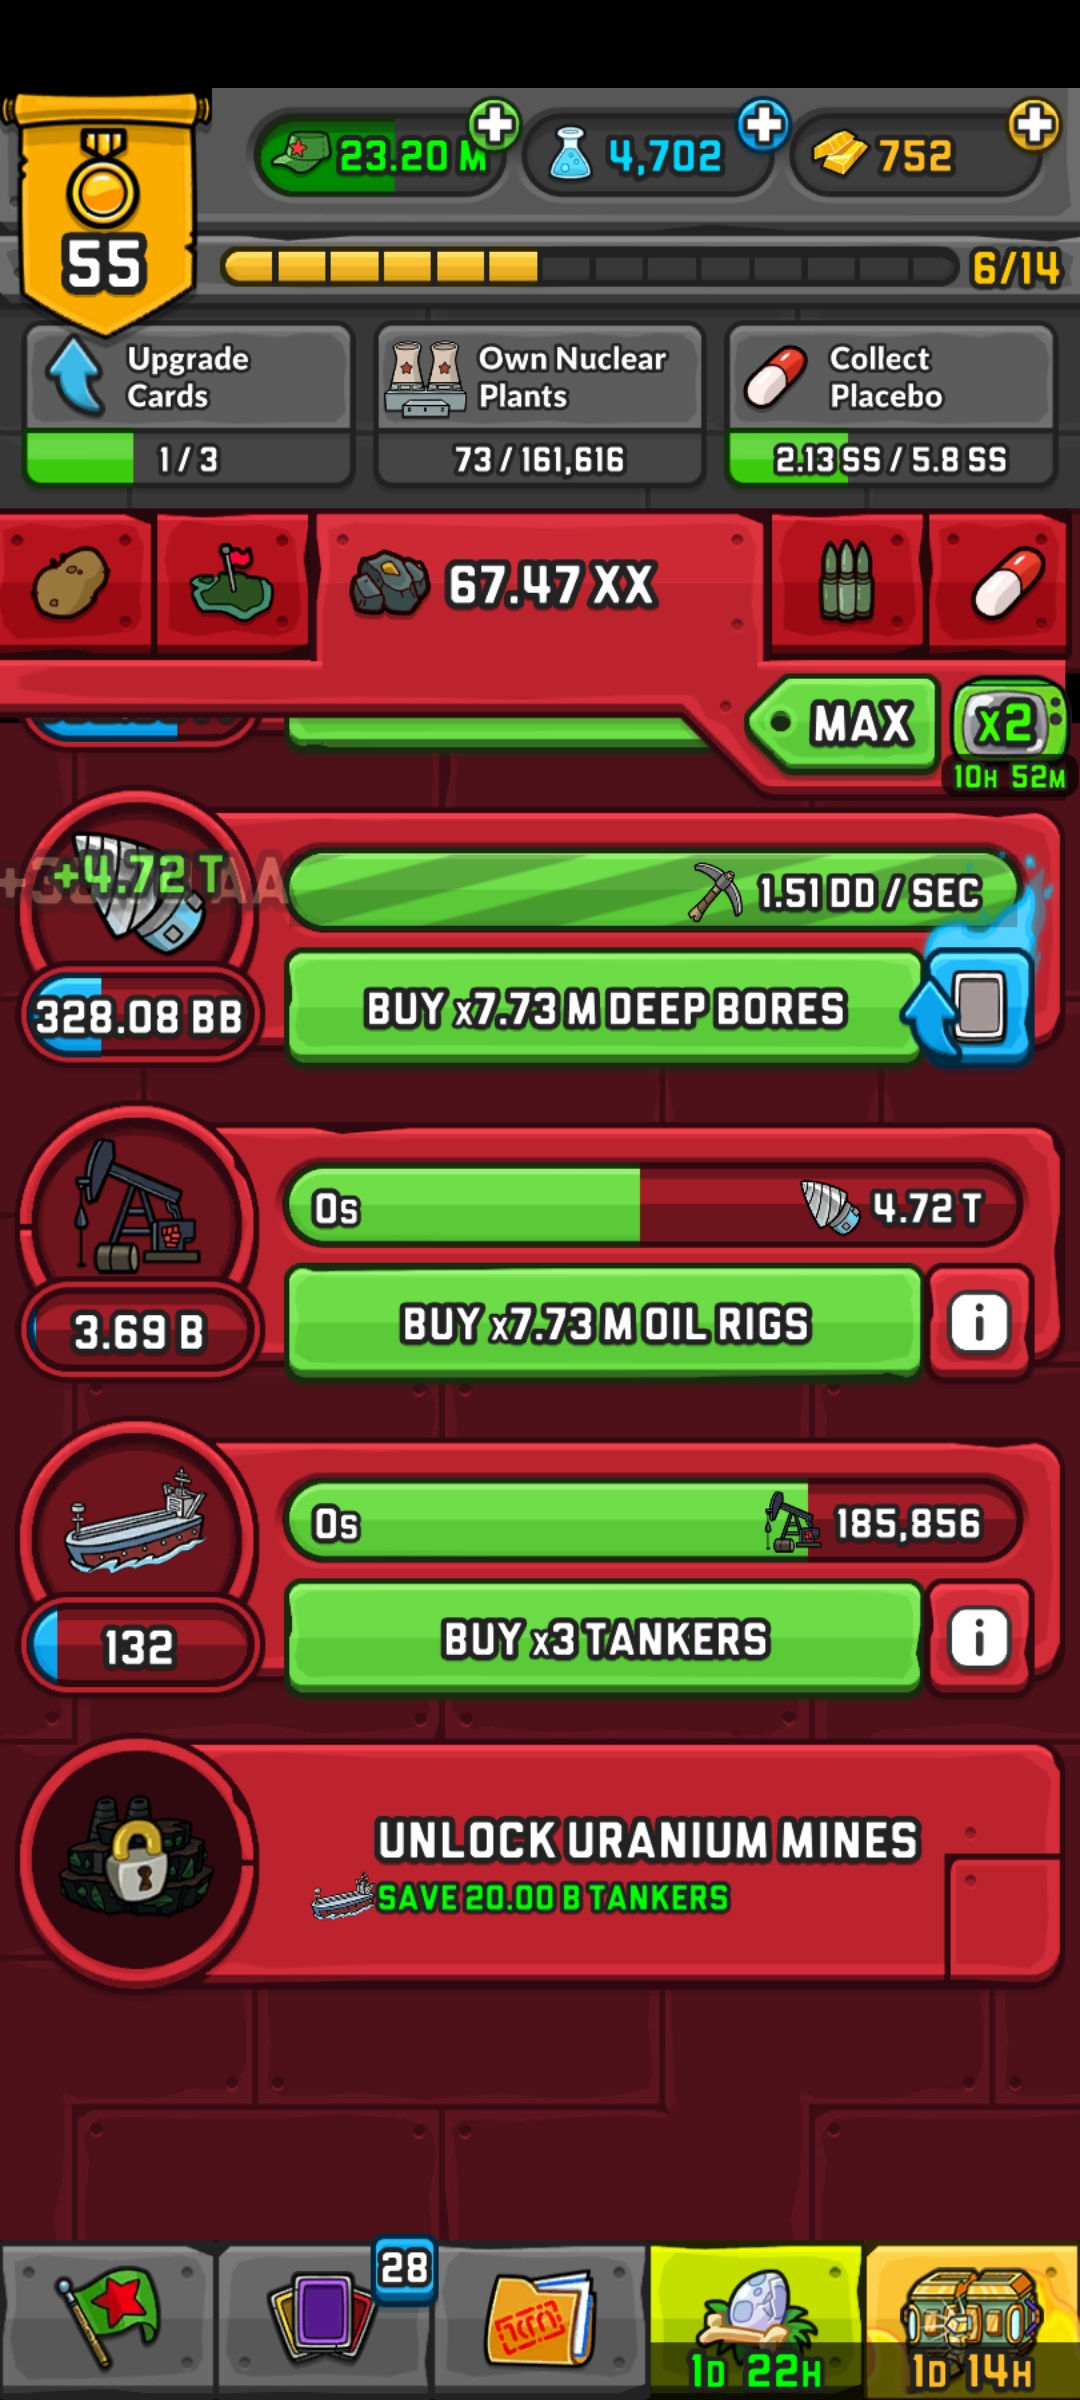 23.20 M
4,702
752
55
6/14
Upgrade
Cards
1 / 3
Own Nuclear
Plants
73 / 161,616
Collect
Placebo
2.13 SS / 5.8 SS
67.47 XX
MAX
x2
10H 52M
+4.72 T
1.51 DD / SEC
328.08 BB
BUY x7.73 M DEEP BORES
0s
4.72 T
3.69 B
BUY x7.73 M OIL RIGS
i
0s
185,856
132
BUY x3 TANKERS
i
UNLOCK URANIUM MINES
SAVE 20.00 B TANKERS
28
1D 22H
1D 14H